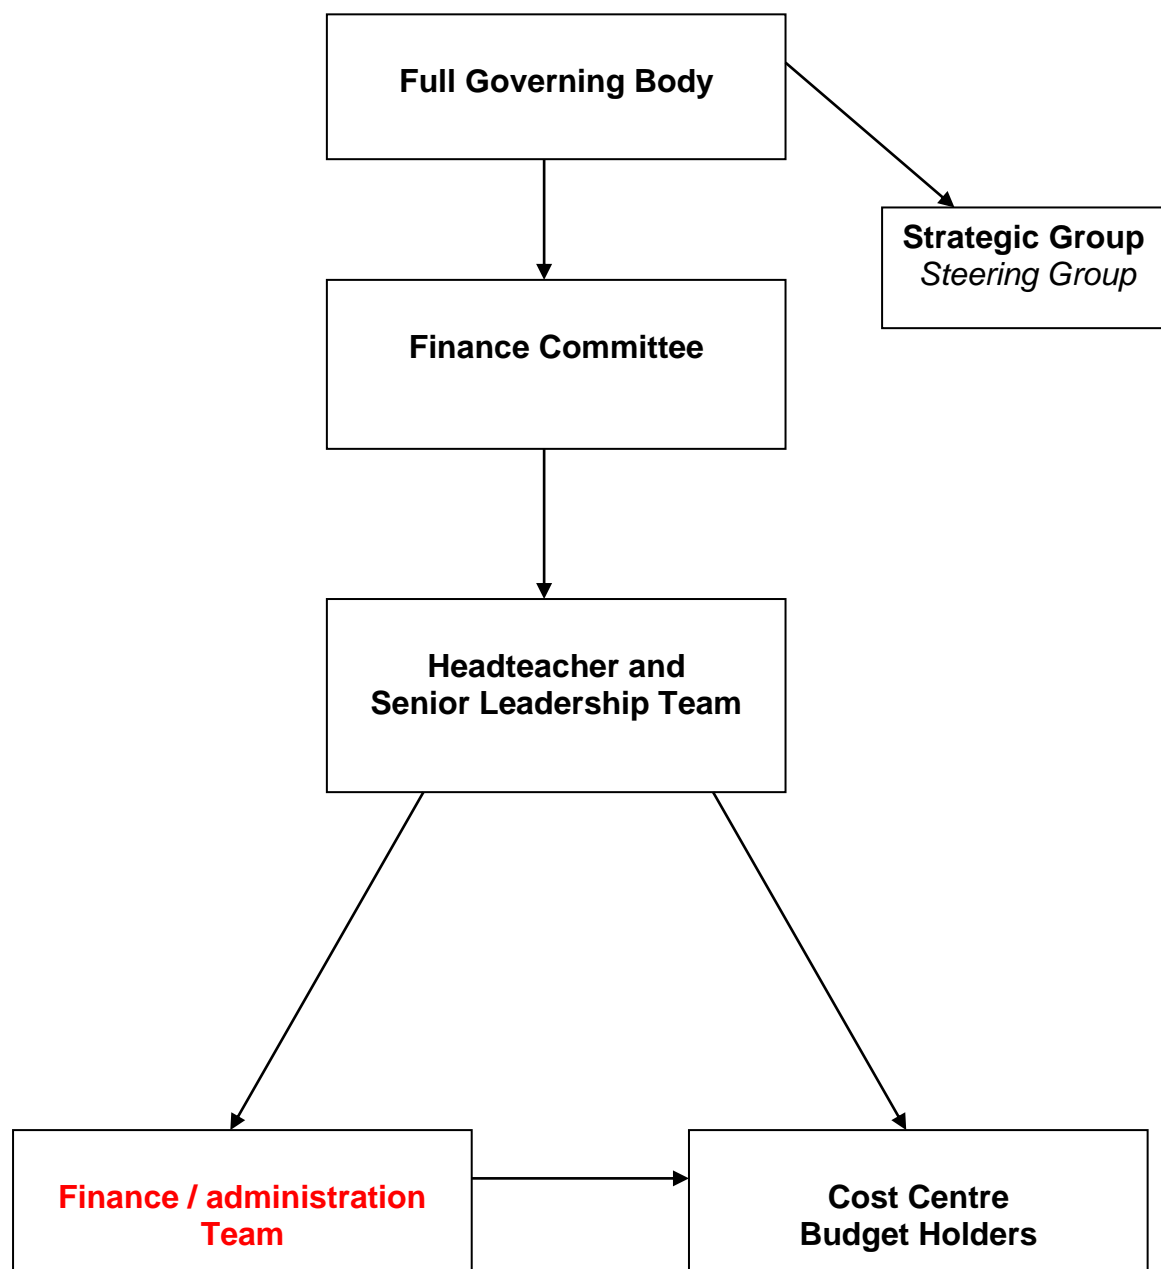 Full Governing Body
Strategic Group
Steering Group
Finance Committee
Headteacher and
Senior Leadership Team
Finance / administration
Team
Cost Centre
Budget Holders